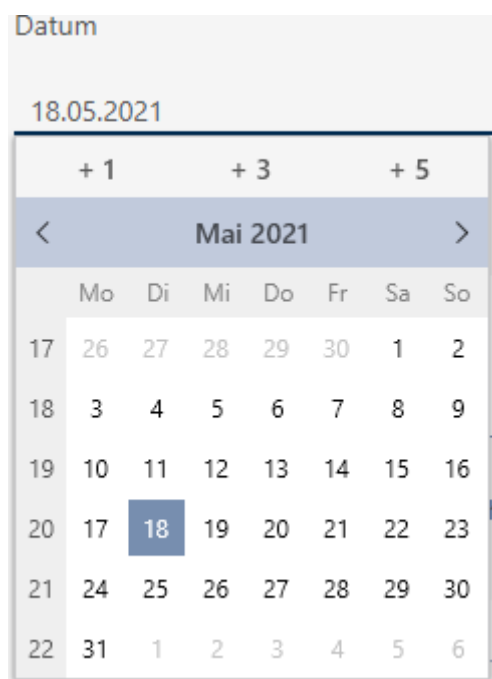 Datum
18.05.2021
+ 1 + 3 + 5
< Mai 2021 >
Mo Di Mi Do Fr Sa So
17 26 27 28 29 30 1 2
18 3 4 5 6 7 8 9
19 10 11 12 13 14 15 16
20 17 18 19 20 21 22 23
21 24 25 26 27 28 29 30
22 31 1 2 3 4 5 6